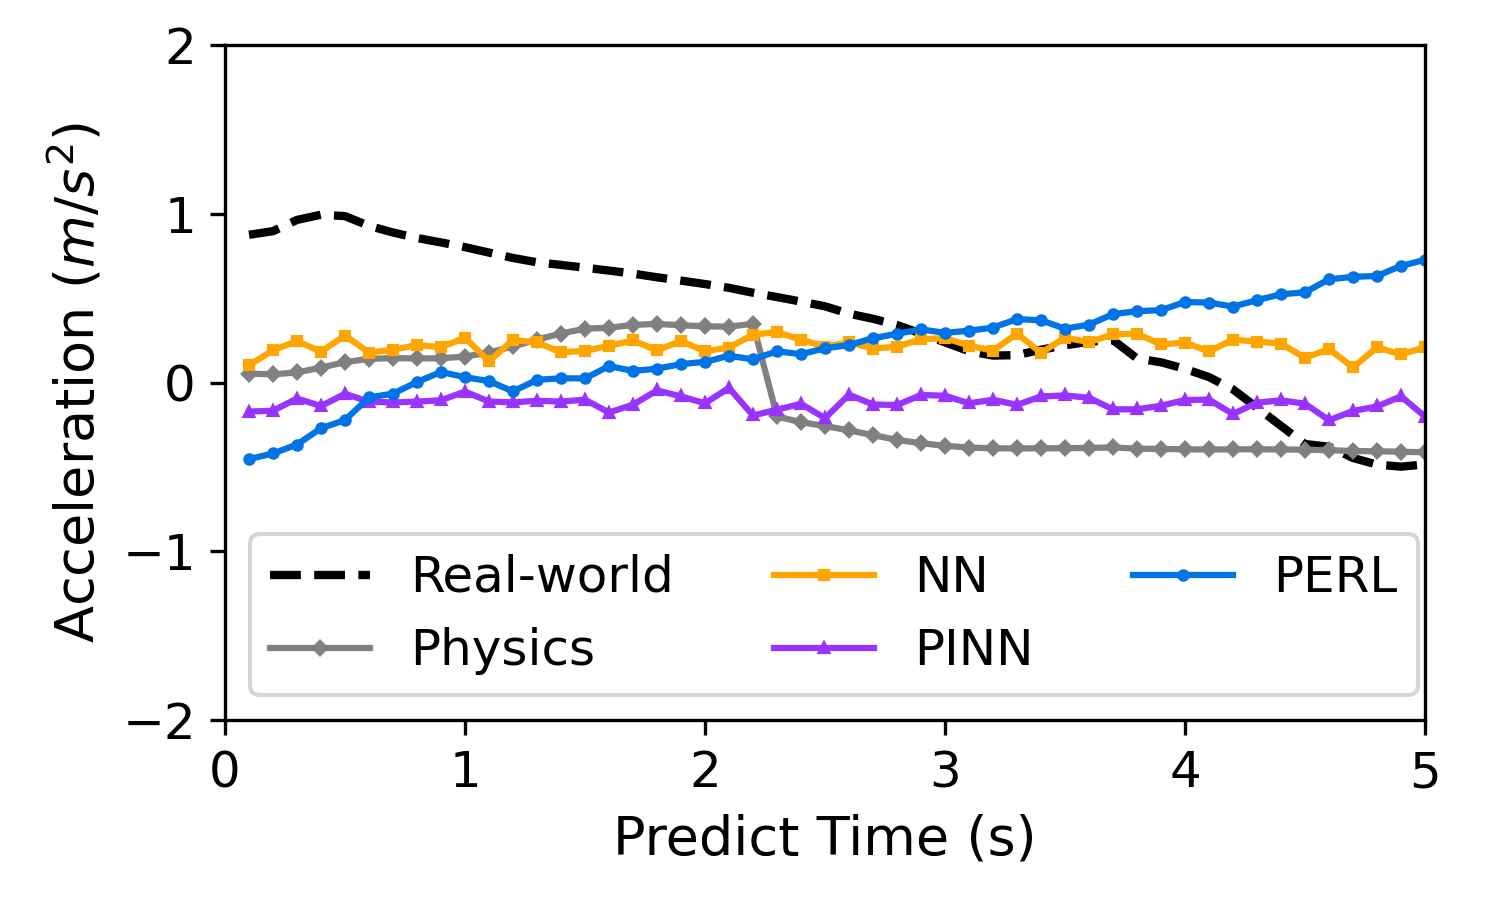 2
1
0
−1
−2
Acceleration (m/s²)
Real-world
Physics
NN
PINN
PERL
0 1 2 3 4 5
Predict Time (s)